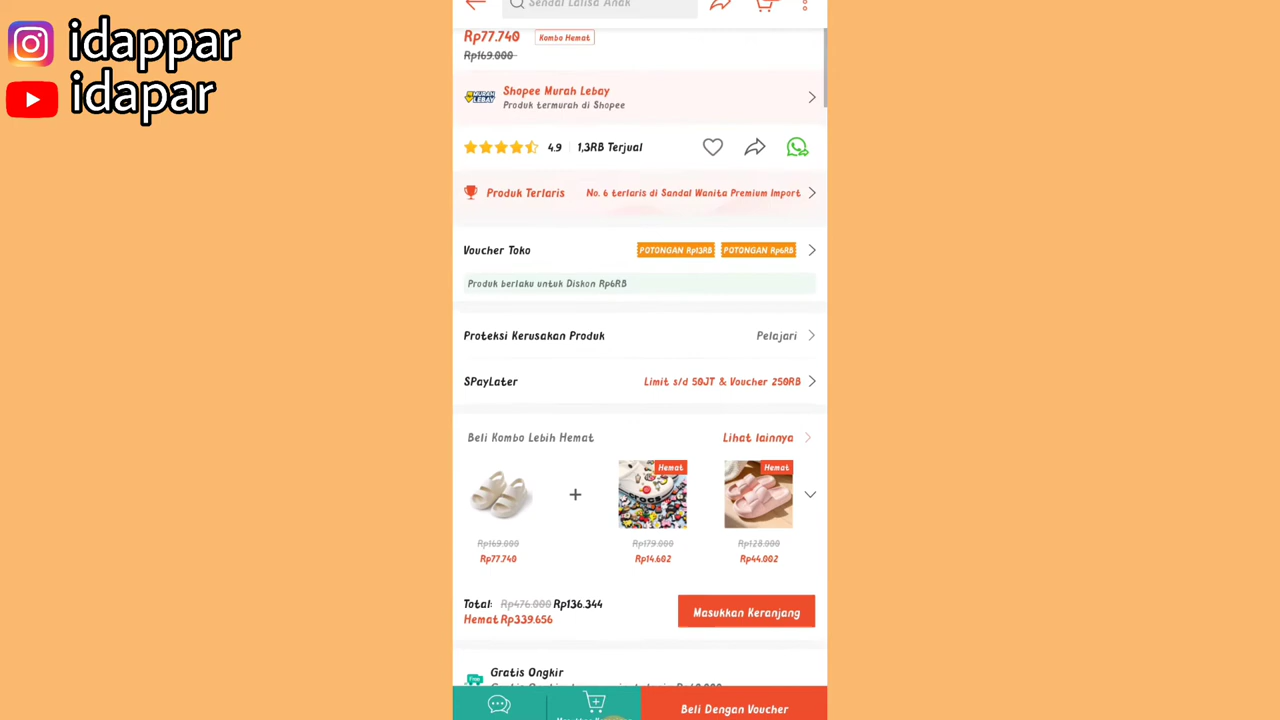 idappar
idapar
Sendal Lalisa Anak
Rp77.740 Kombo Hemat
Rp169.000
MURAH LEBAY
Shopee Murah Lebay
Produk termurah di Shopee
4.9 1,3RB Terjual
Produk Terlaris No. 6 terlaris di Sandal Wanita Premium Import
Voucher Toko POTONGAN Rp13RB POTONGAN Rp6RB
Produk berlaku untuk Diskon Rp6RB
Proteksi Kerusakan Produk Pelajari
SPayLater Limit s/d 50JT & Voucher 250RB
Beli Kombo Lebih Hemat Lihat lainnya
Hemat Hemat
crocs
Rp169.000 Rp179.000 Rp128.000
Rp77.740 Rp14.602 Rp44.002
Total: Rp476.000 Rp136.344
Hemat Rp339.656
Masukkan Keranjang
Gratis Ongkir
Free
Beli Dengan Voucher